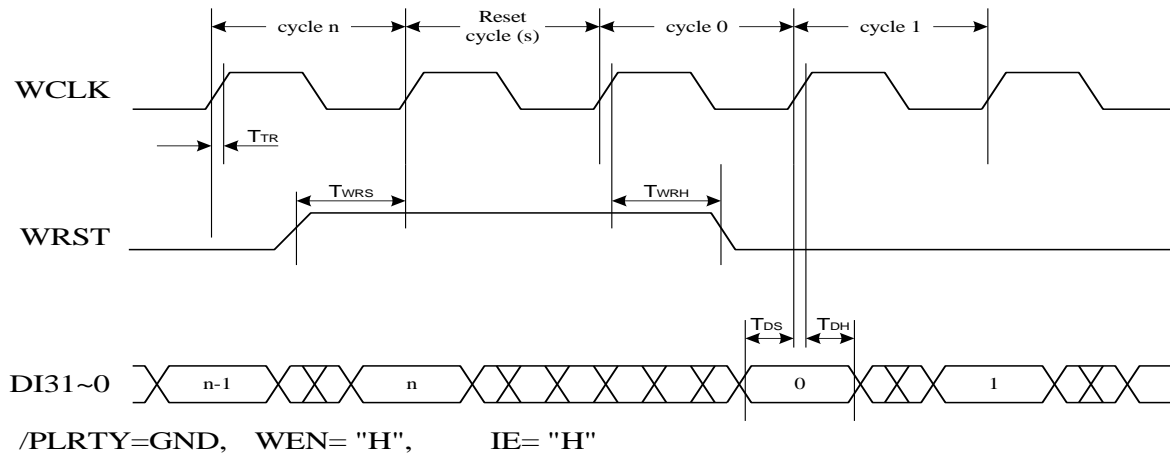 cycle n Reset cycle (s) cycle 0 cycle 1
WCLK
TTR
TWRS TWRH
WRST
TDS TDH
DI31~0 n-1 n 0 1
/PLRTY=GND, WEN= "H", IE= "H"